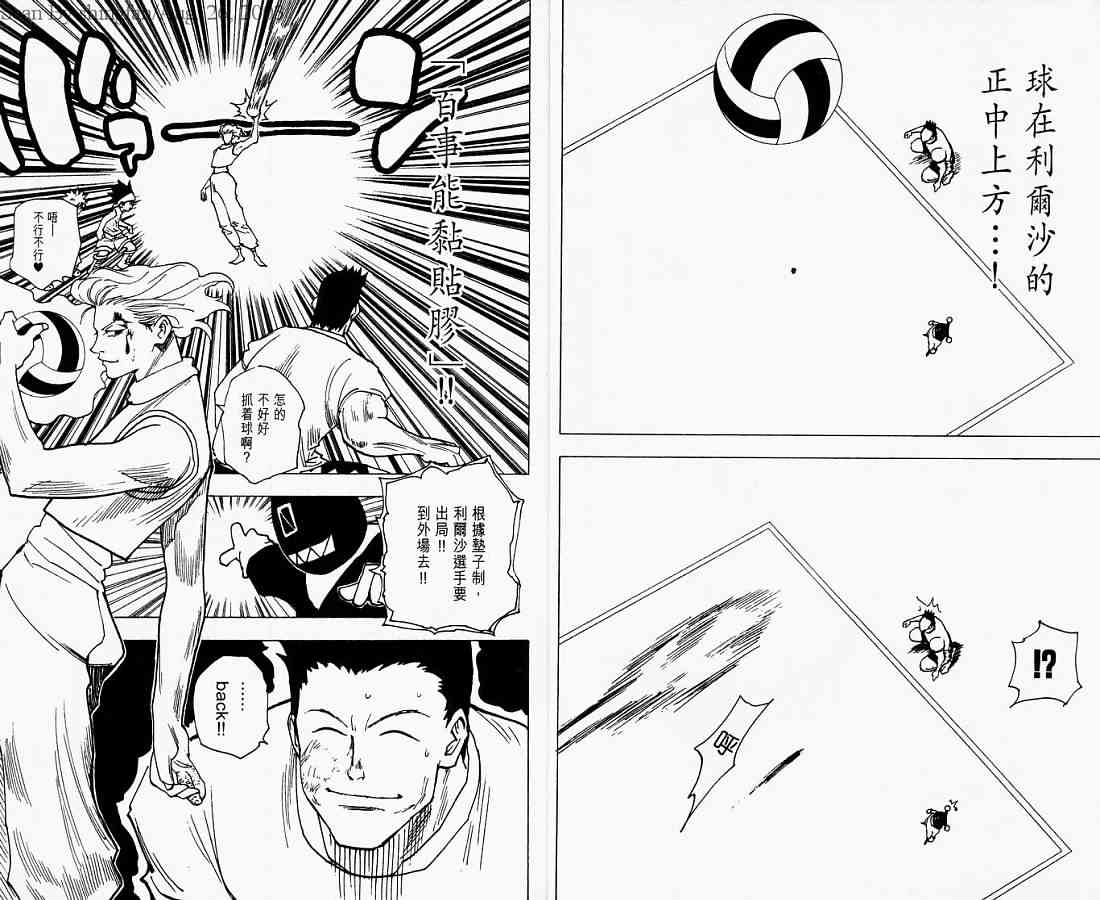 球在利爾沙的
正中上方…！
!?
呼
「百事能黏貼膠」!!
唔—
不行不行♥
怎的
不好好
抓着球啊？
根據墊子制，
利爾沙選手要
出局!!
到外場去!!
……
back!!